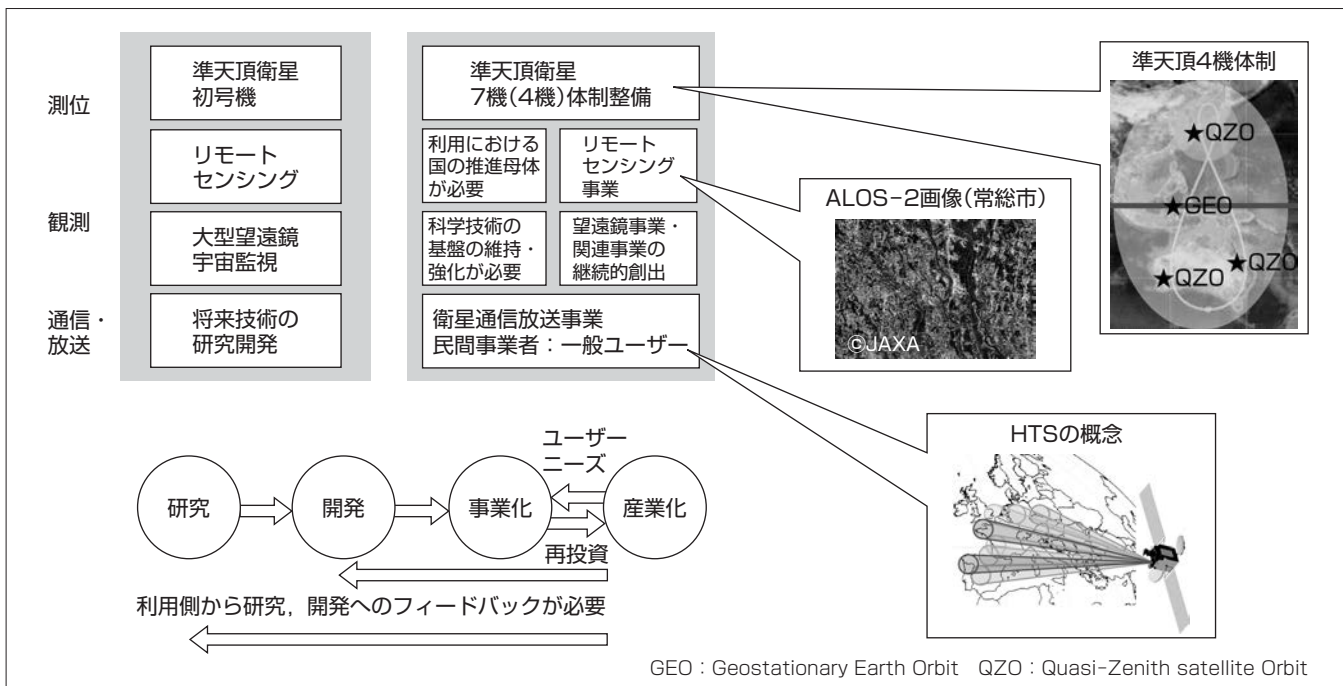 測位
準天頂衛星
初号機
準天頂衛星
7機(4機)体制整備
準天頂4機体制
★QZO
★GEO
★QZO
★QZO
観測
リモート
センシング
利用における
国の推進母体
が必要
リモート
センシング
事業
ALOS-2画像(常総市)
©JAXA
大型望遠鏡
宇宙監視
科学技術の
基盤の維持・
強化が必要
望遠鏡事業・
関連事業の
継続的創出
通信・
放送
将来技術の
研究開発
衛星通信放送事業
民間事業者：一般ユーザー
HTSの概念
研究
開発
事業化
ユーザー
ニーズ
産業化
再投資
利用側から研究，開発へのフィードバックが必要
GEO：Geostationary Earth Orbit　QZO：Quasi-Zenith satellite Orbit